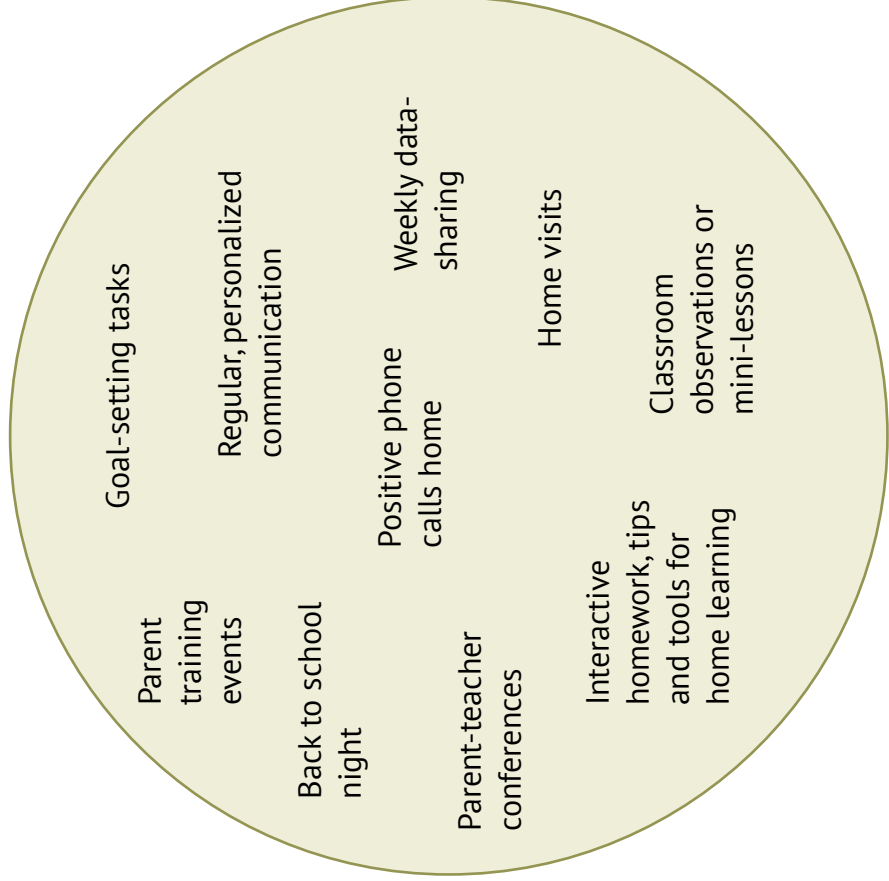 Goal-setting tasks
Regular, personalized
communication
Weekly data-
sharing
Parent
training
events
Positive phone
calls home
Home visits
Back to school
night
Classroom
observations or
mini-lessons
Parent-teacher
conferences
Interactive
homework, tips
and tools for
home learning